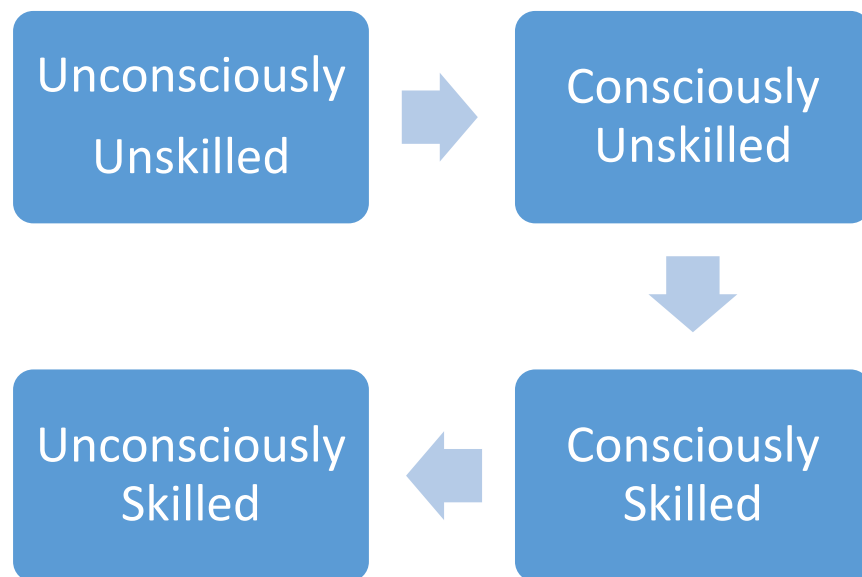 Unconsciously
Unskilled
Consciously
Unskilled
Consciously
Skilled
Unconsciously
Skilled